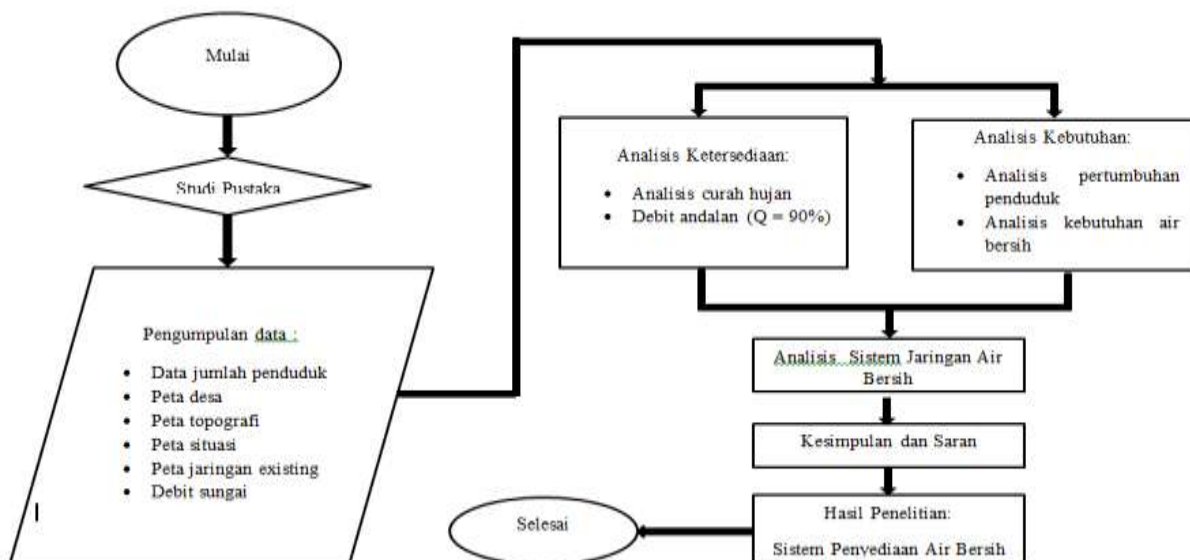 Mulai
Studi Pustaka
Pengumpulan data :
• Data jumlah penduduk
• Peta desa
• Peta topografi
• Peta situasi
• Peta jaringan existing
• Debit sungai
Analisis Ketersediaan:
• Analisis curah hujan
• Debit andalan (Q = 90%)
Analisis Kebutuhan:
• Analisis pertumbuhan
penduduk
• Analisis kebutuhan air
bersih
Analisis Sistem Jaringan Air
Bersih
Kesimpulan dan Saran
Hasil Penelitian:
Sistem Penyediaan Air Bersih
Selesai